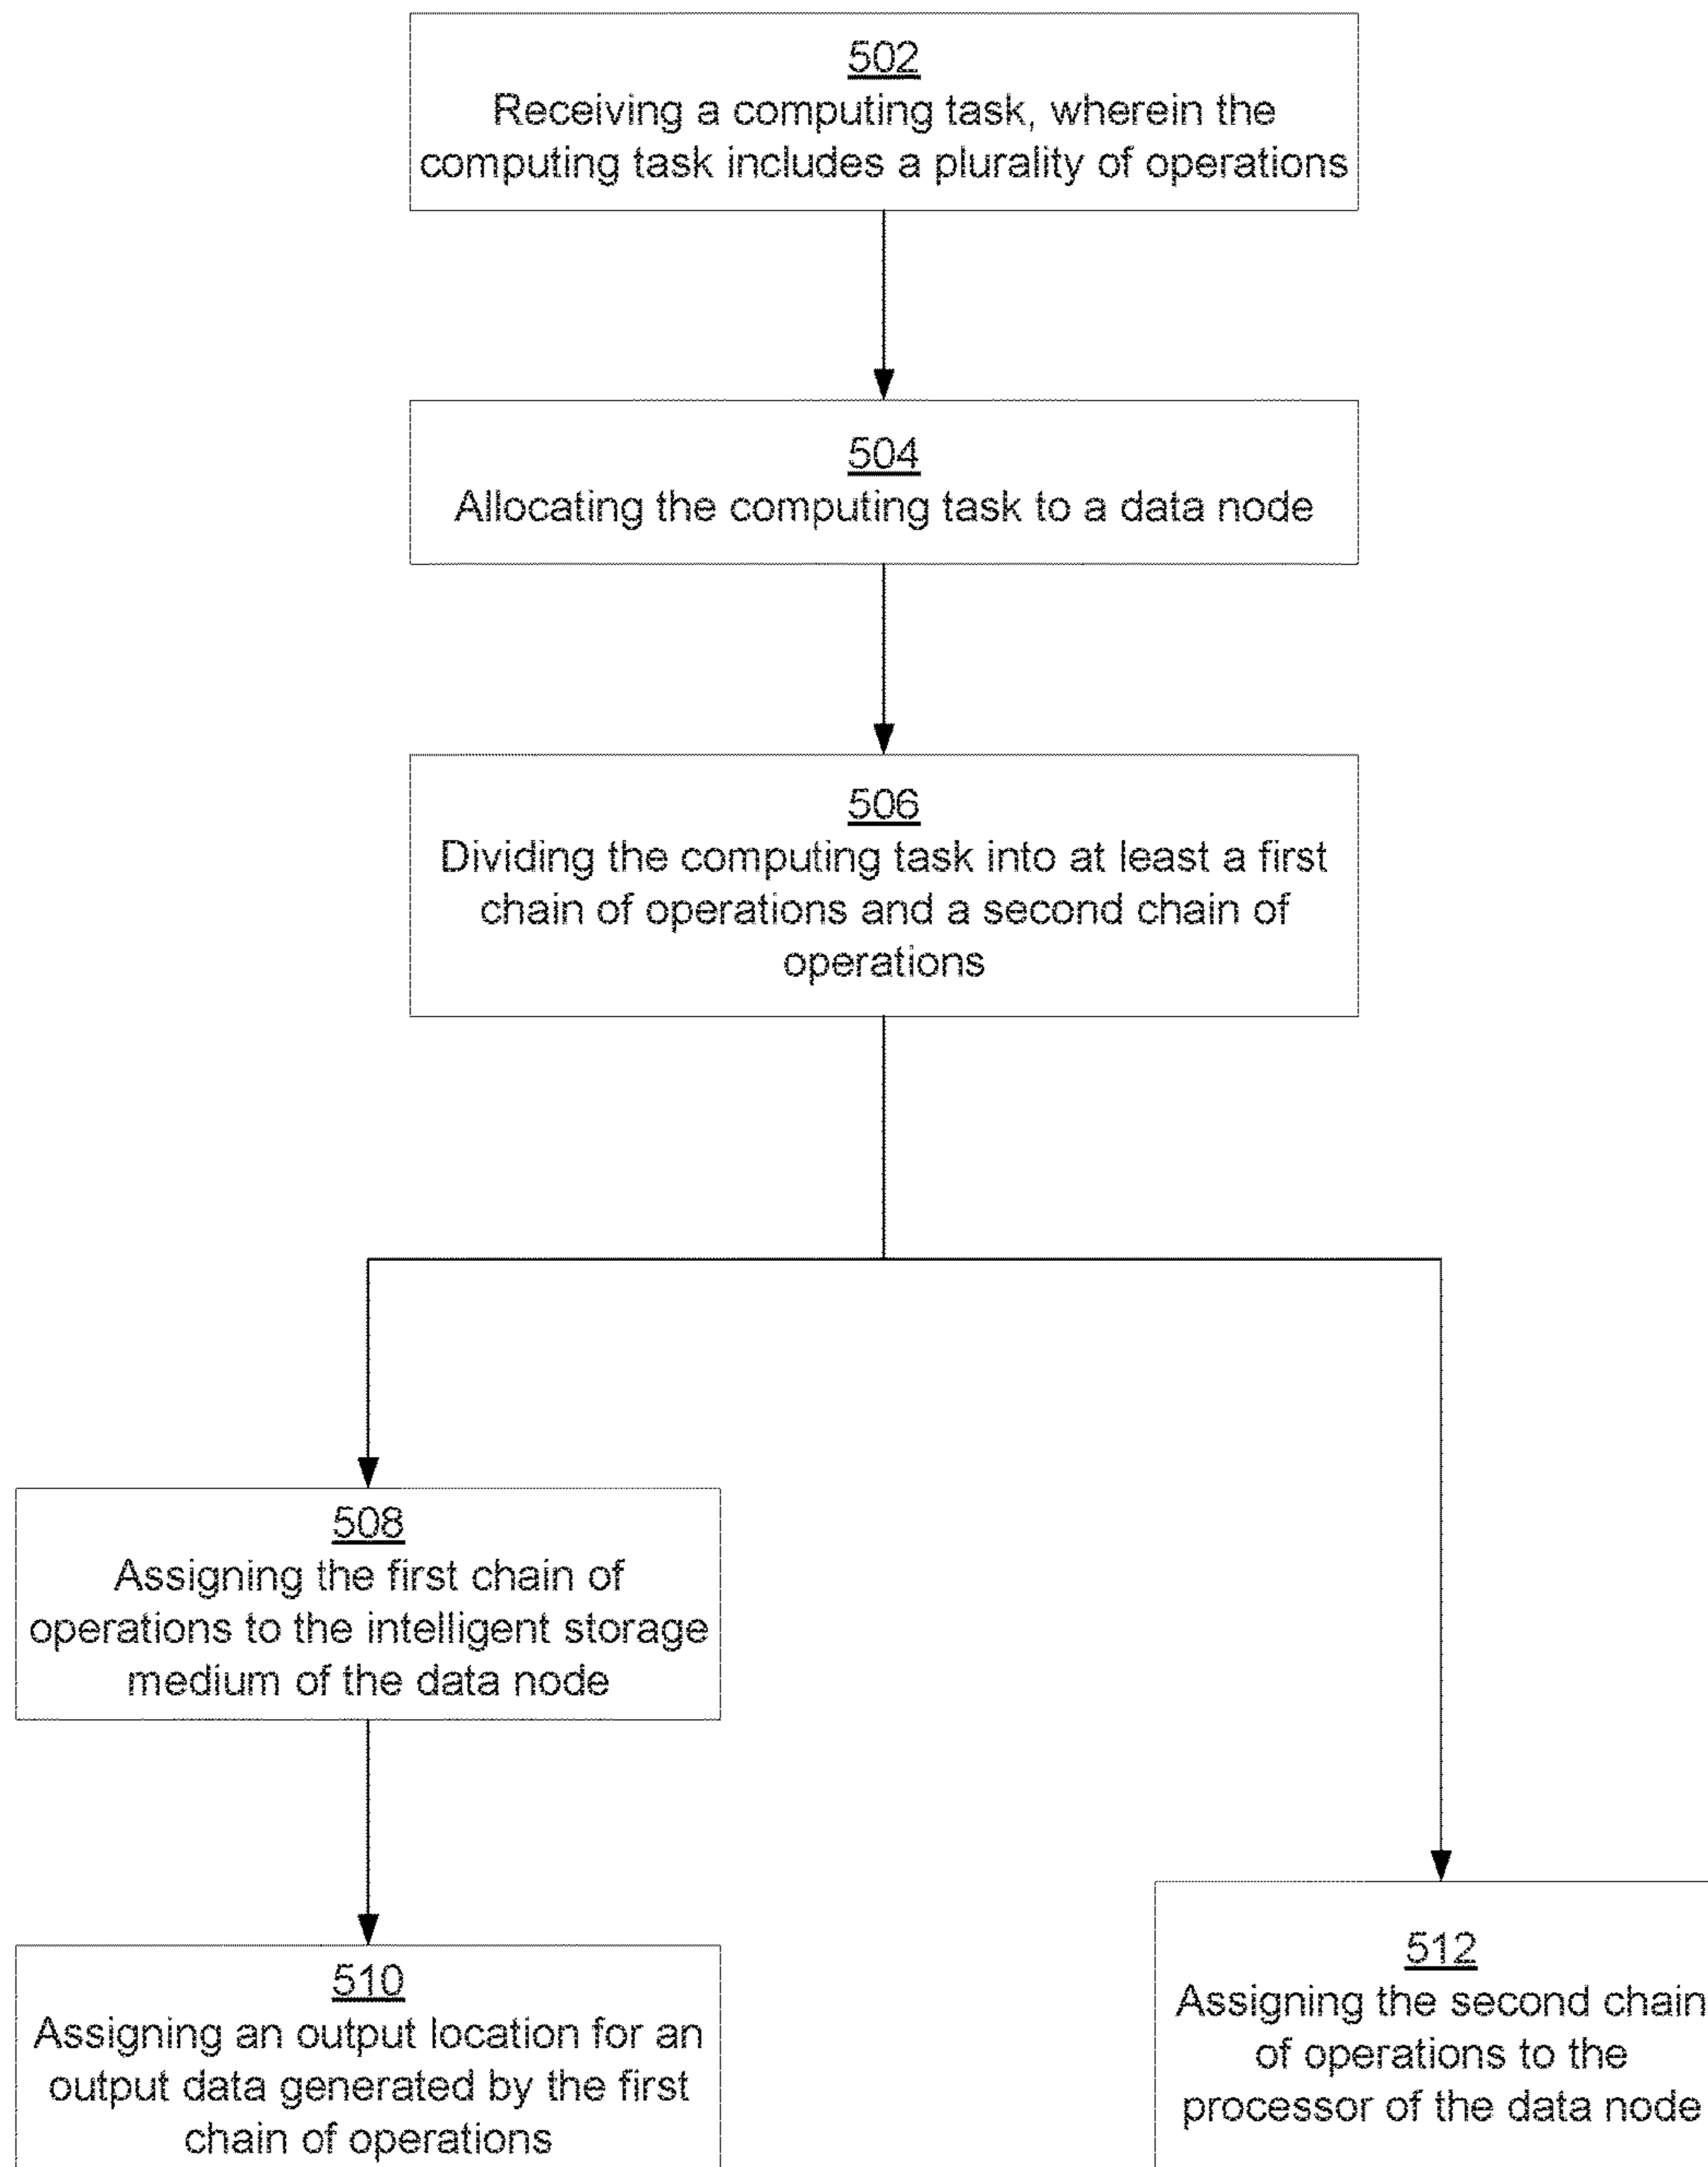 502
Receiving a computing task, wherein the
computing task includes a plurality of operations
504
Allocating the computing task to a data node
506
Dividing the computing task into at least a first
chain of operations and a second chain of
operations
508
Assigning the first chain of
operations to the intelligent storage
medium of the data node
510
Assigning an output location for an
output data generated by the first
chain of operations
512
Assigning the second chain
of operations to the
processor of the data node